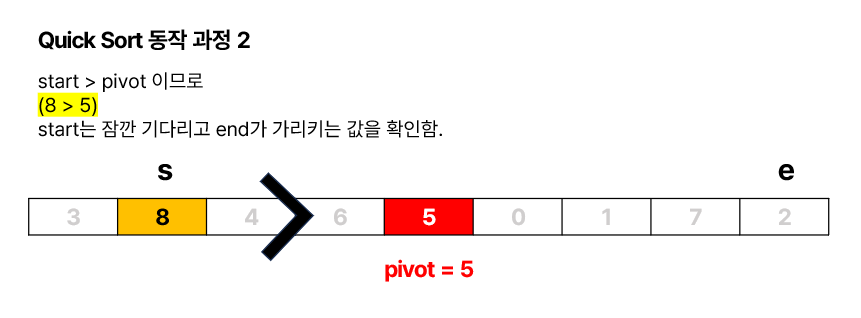 Quick Sort 동작 과정 2
start > pivot 이므로
(8 > 5)
start는 잠깐 기다리고 end가 가리키는 값을 확인함.
s e
3 8 4 6 5 0 1 7 2
pivot = 5